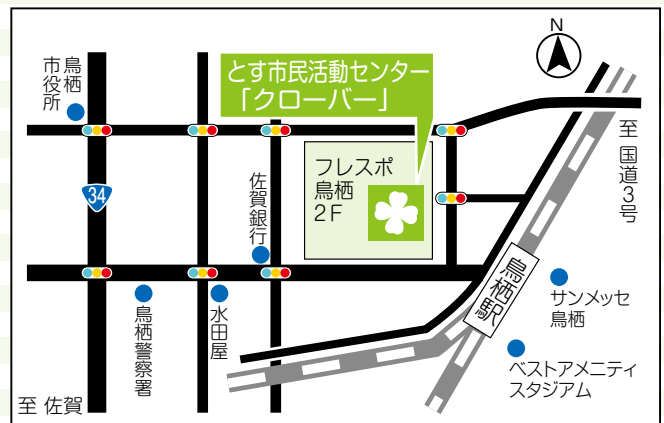 とす市民活動センター
「クローバー」
N
鳥栖
市役所
至 国道3号
フレスポ
鳥栖
2F
佐賀銀行
34
鳥栖駅
サンメッセ
鳥栖
鳥栖警察署
水田屋
ベストアメニティ
スタジアム
至 佐賀